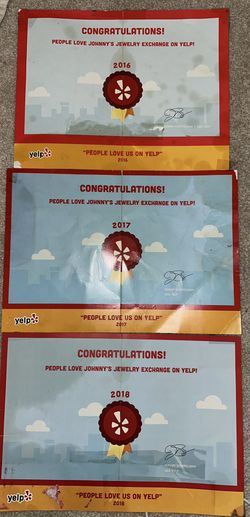 CONGRATULATIONS!
PEOPLE LOVE JOHNNY'S JEWELRY EXCHANGE ON YELP!
2016
yelp
"PEOPLE LOVE US ON YELP"
2016
CONGRATULATIONS!
PEOPLE LOVE JOHNNY'S JEWELRY EXCHANGE ON YELP!
2017
yelp
"PEOPLE LOVE US ON YELP"
2017
CONGRATULATIONS!
PEOPLE LOVE JOHNNY'S JEWELRY EXCHANGE ON YELP!
2018
yelp
"PEOPLE LOVE US ON YELP"
2018